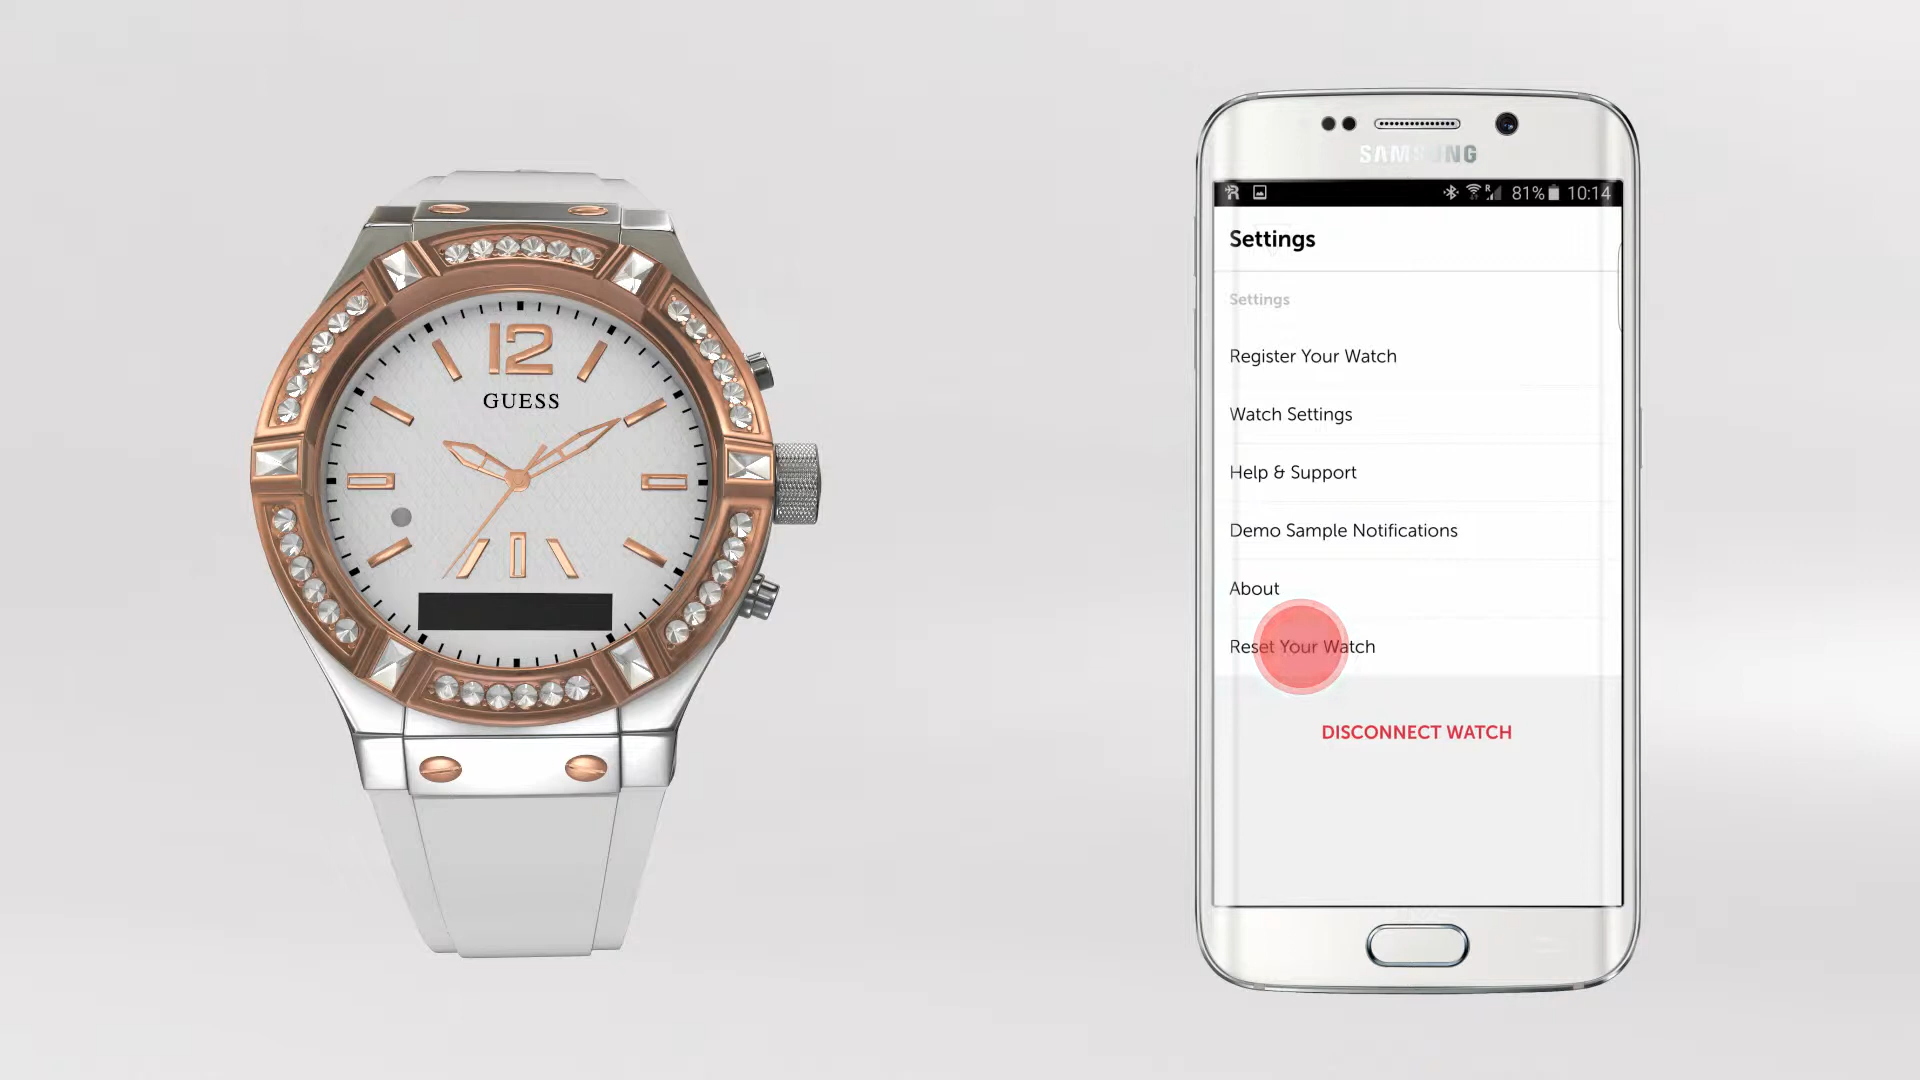 12
GUESS
SAMSUNG
81% 10:14
Settings
Settings
Register Your Watch
Watch Settings
Help & Support
Demo Sample Notifications
About
Reset Your Watch
DISCONNECT WATCH